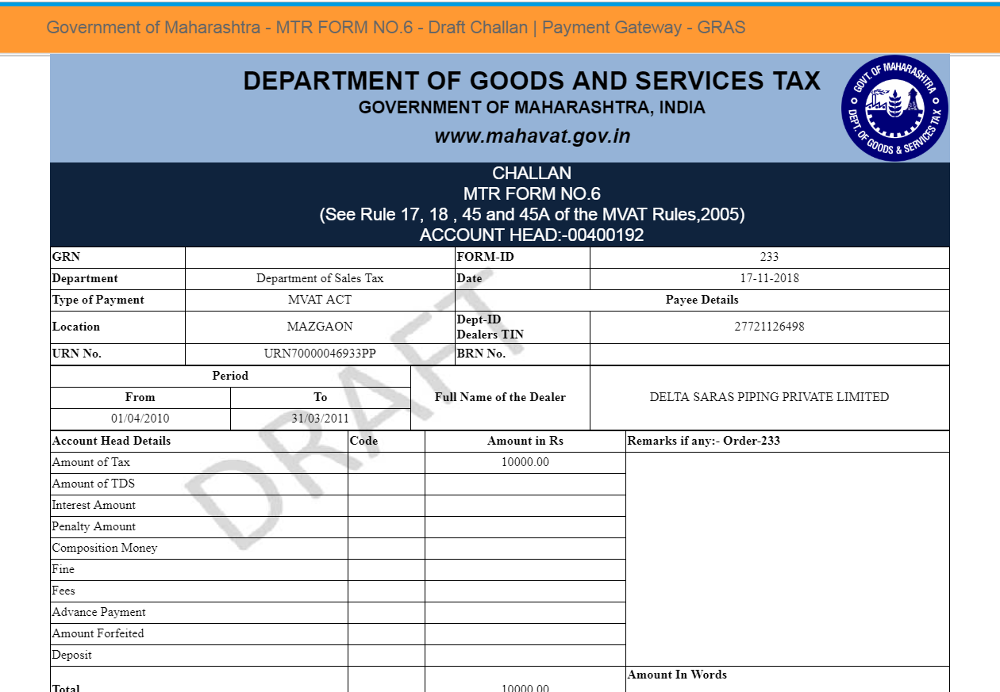 Government of Maharashtra - MTR FORM NO.6 - Draft Challan | Payment Gateway - GRAS
DEPARTMENT OF GOODS AND SERVICES TAX
GOVERNMENT OF MAHARASHTRA, INDIA
www.mahavat.gov.in
GOVT. OF MAHARASHTRA
DEPT. OF GOODS & SERVICES TAX
CHALLAN
MTR FORM NO.6
(See Rule 17, 18 , 45 and 45A of the MVAT Rules,2005)
ACCOUNT HEAD:-00400192
GRN FORM-ID 233
Department Department of Sales Tax Date 17-11-2018
Type of Payment MVAT ACT Payee Details
Location MAZGAON Dept-ID
Dealers TIN 27721126498
URN No. URN70000046933PP BRN No.
Period
From To Full Name of the Dealer DELTA SARAS PIPING PRIVATE LIMITED
01/04/2010 31/03/2011
Account Head Details Code Amount in Rs Remarks if any:- Order-233
Amount of Tax 10000.00
Amount of TDS
Interest Amount
Penalty Amount
Composition Money
Fine
Fees
Advance Payment
Amount Forfeited
Deposit
Amount In Words
Total 10000.00
DRAFT